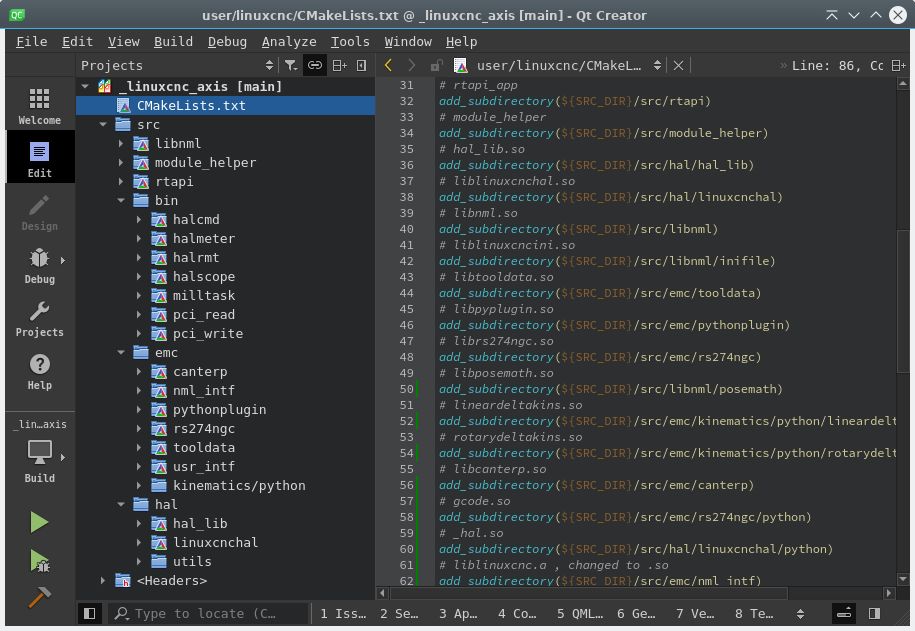 user/linuxcnc/CMakeLists.txt @ _linuxcnc_axis [main] - Qt Creator
File Edit View Build Debug Analyze Tools Window Help
Projects
user/linuxcnc/CMakeL…
» Line: 86, Cc
Welcome
Edit
Design
Debug
Projects
Help
_lin…axis
Build
_linuxcnc_axis [main]
CMakeLists.txt
src
libnml
module_helper
rtapi
bin
halcmd
halmeter
halrmt
halscope
milltask
pci_read
pci_write
emc
canterp
nml_intf
pythonplugin
rs274ngc
tooldata
usr_intf
kinematics/python
hal
hal_lib
linuxcnchal
utils
<Headers>
31 # rtapi_app
32 add_subdirectory(${SRC_DIR}/src/rtapi)
33 # module_helper
34 add_subdirectory(${SRC_DIR}/src/module_helper)
35 # hal_lib.so
36 add_subdirectory(${SRC_DIR}/src/hal/hal_lib)
37 # liblinuxcnchal.so
38 add_subdirectory(${SRC_DIR}/src/hal/linuxcnchal)
39 # libnml.so
40 add_subdirectory(${SRC_DIR}/src/libnml)
41 # liblinuxcncini.so
42 add_subdirectory(${SRC_DIR}/src/libnml/inifile)
43 # libtooldata.so
44 add_subdirectory(${SRC_DIR}/src/emc/tooldata)
45 # libpyplugin.so
46 add_subdirectory(${SRC_DIR}/src/emc/pythonplugin)
47 # librs274ngc.so
48 add_subdirectory(${SRC_DIR}/src/emc/rs274ngc)
49 # libposemath.so
50 add_subdirectory(${SRC_DIR}/src/libnml/posemath)
51 # lineardeltakins.so
52 add_subdirectory(${SRC_DIR}/src/emc/kinematics/python/lineardelt
53 # rotarydeltakins.so
54 add_subdirectory(${SRC_DIR}/src/emc/kinematics/python/rotarydelt
55 # libcanterp.so
56 add_subdirectory(${SRC_DIR}/src/emc/canterp)
57 # gcode.so
58 add_subdirectory(${SRC_DIR}/src/emc/rs274ngc/python)
59 # _hal.so
60 add_subdirectory(${SRC_DIR}/src/hal/linuxcnchal/python)
61 # liblinuxcnc.a , changed to .so
62 add_subdirectory(${SRC_DIR}/src/emc/nml_intf)
Type to locate (C…
1 Iss… 2 Se… 3 Ap… 4 Co… 5 QML… 6 Ge… 7 Ve… 8 Te…